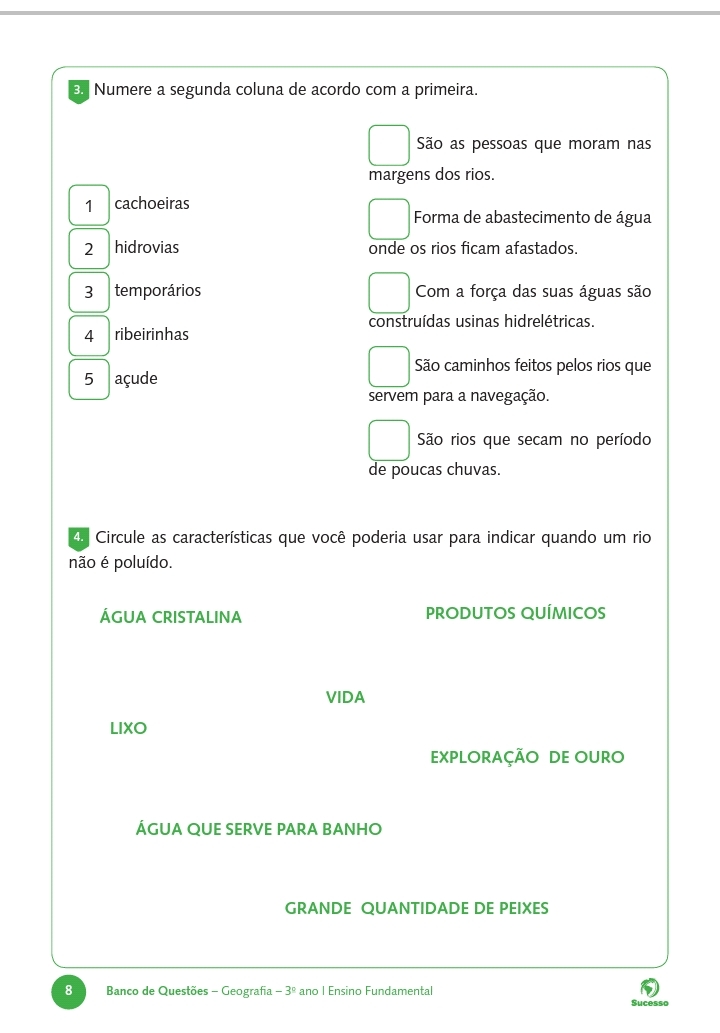 3. Numere a segunda coluna de acordo com a primeira.
1 cachoeiras
2 hidrovias
3 temporários
4 ribeirinhas
5 açude
São as pessoas que moram nas
margens dos rios.
Forma de abastecimento de água
onde os rios ficam afastados.
Com a força das suas águas são
construídas usinas hidrelétricas.
São caminhos feitos pelos rios que
servem para a navegação.
São rios que secam no período
de poucas chuvas.
4. Circule as características que você poderia usar para indicar quando um rio
não é poluído.
ÁGUA CRISTALINA
PRODUTOS QUÍMICOS
VIDA
LIXO
EXPLORAÇÃO DE OURO
ÁGUA QUE SERVE PARA BANHO
GRANDE QUANTIDADE DE PEIXES
8 Banco de Questões – Geografia – 3º ano I Ensino Fundamental
Sucesso